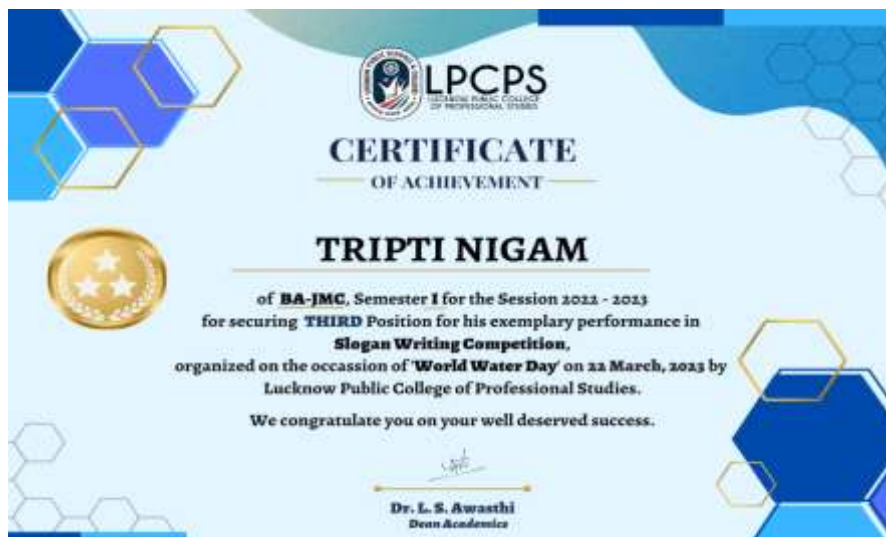 LPCPS
LUCKNOW PUBLIC COLLEGE
OF PROFESSIONAL STUDIES
CERTIFICATE
OF ACHIEVEMENT
TRIPTI NIGAM
of BA-JMC, Semester I for the Session 2022 - 2023
for securing THIRD Position for his exemplary performance in
Slogan Writing Competition,
organized on the occassion of 'World Water Day' on 22 March, 2023 by
Lucknow Public College of Professional Studies.
We congratulate you on your well deserved success.
Dr. L. S. Awasthi
Dean Academics